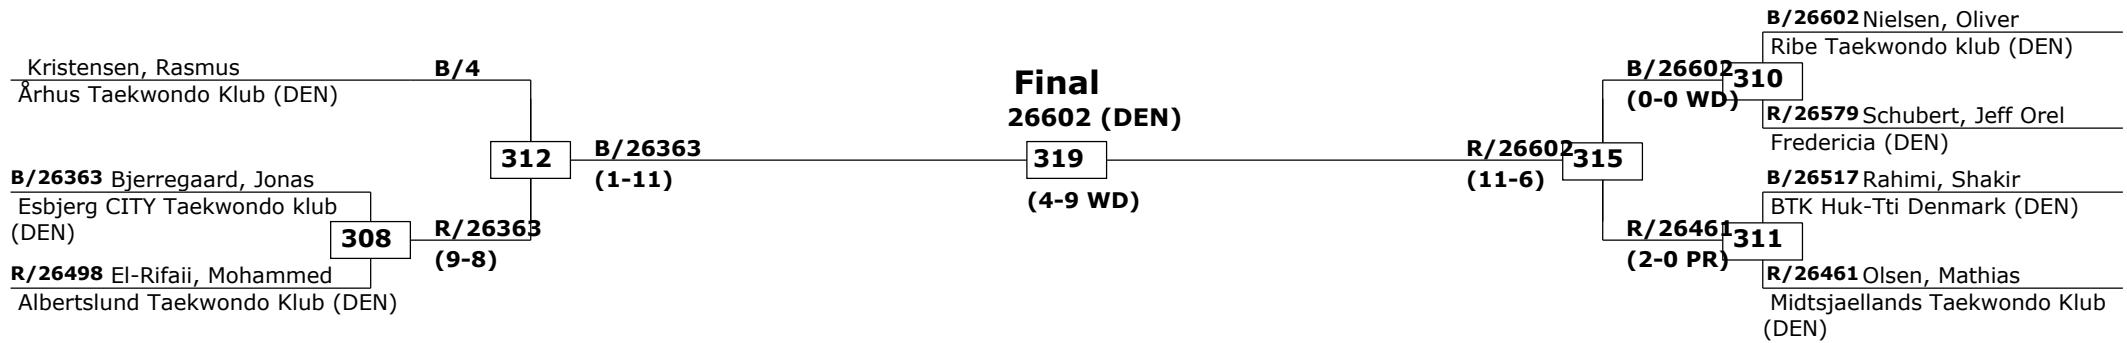 Kristensen, Rasmus
Århus Taekwondo Klub (DEN)
B/4
B/26363 Bjerregaard, Jonas
Esbjerg CITY Taekwondo klub
(DEN)
R/26498 El-Rifaii, Mohammed
Albertslund Taekwondo Klub (DEN)
308
R/26363
(9-8)
312
B/26363
(1-11)
Final
26602 (DEN)
319
(4-9 WD)
R/26602
(11-6)
315
B/26602
(0-0 WD)
310
R/26461
(2-0 PR)
311
B/26602 Nielsen, Oliver
Ribe Taekwondo klub (DEN)
R/26579 Schubert, Jeff Orel
Fredericia (DEN)
B/26517 Rahimi, Shakir
BTK Huk-Tti Denmark (DEN)
R/26461 Olsen, Mathias
Midtsjaellands Taekwondo Klub
(DEN)